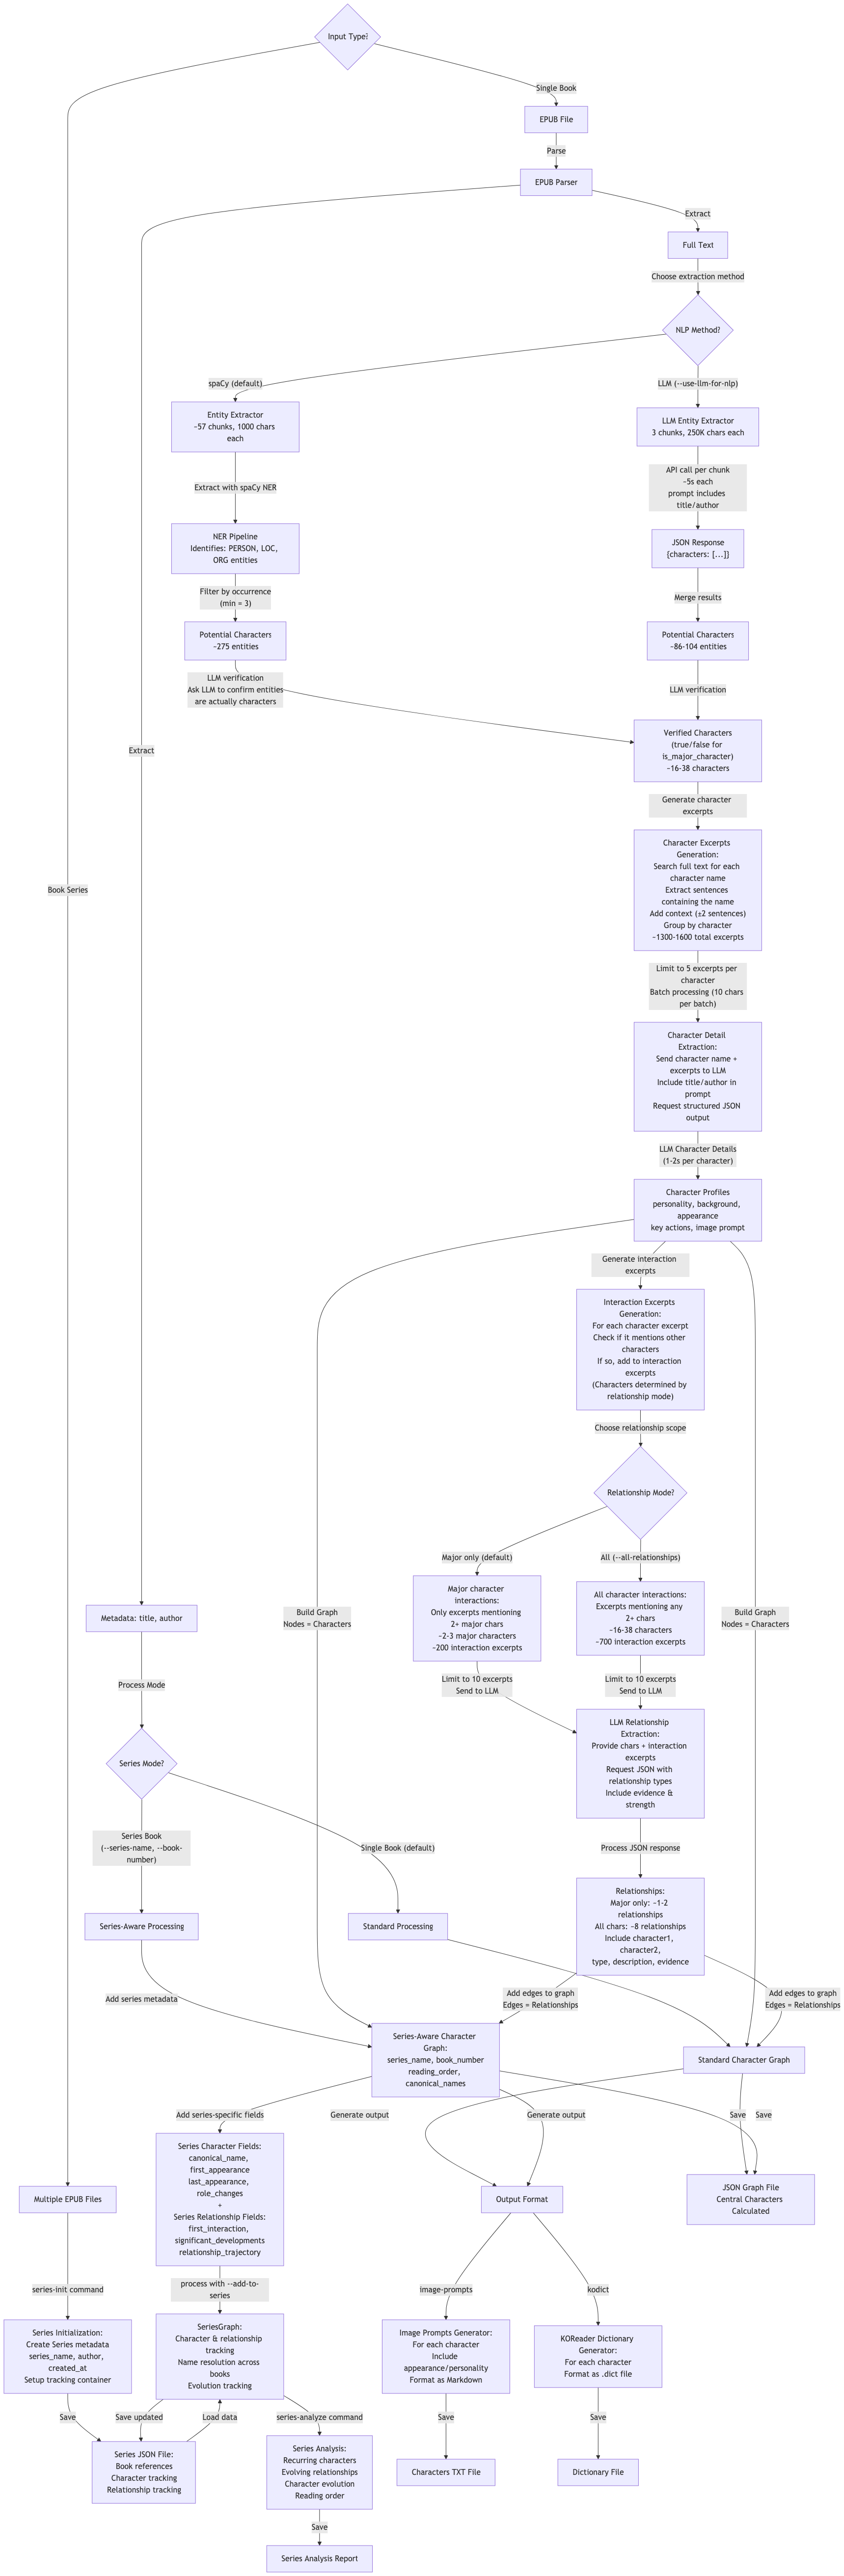 Input Type?
Single Book
EPUB File
Parse
EPUB Parser
Extract
Full Text
Choose extraction method
NLP Method?
spaCy (default)
LLM (--use-llm-for-nlp)
Entity Extractor
~57 chunks, 1000 chars
each
LLM Entity Extractor
3 chunks, 250K chars each
Extract with spaCy NER
API call per chunk
~5s each
prompt includes
title/author
NER Pipeline
Identifies: PERSON, LOC,
ORG entities
JSON Response
{characters: [...]}
Filter by occurrence
(min = 3)
Merge results
Potential Characters
~275 entities
Potential Characters
~86-104 entities
LLM verification
Ask LLM to confirm entities
are actually characters
LLM verification
Verified Characters
(true/false for
is_major_character)
~16-38 characters
Extract
Generate character
excerpts
Book Series
Character Excerpts
Generation:
Search full text for each
character name
Extract sentences
containing the name
Add context (±2 sentences)
Group by character
~1300-1600 total excerpts
Limit to 5 excerpts per
character
Batch processing (10 chars
per batch)
Character Detail
Extraction:
Send character name +
excerpts to LLM
Include title/author in
prompt
Request structured JSON
output
LLM Character Details
(1-2s per character)
Character Profiles
personality, background,
appearance
key actions, image prompt
Generate interaction
excerpts
Interaction Excerpts
Generation:
For each character excerpt
Check if it mentions other
characters
If so, add to interaction
excerpts
(Characters determined by
relationship mode)
Choose relationship scope
Relationship Mode?
Major only (default)
All (--all-relationships)
Metadata: title, author
Build Graph
Nodes = Characters
Major character
interactions:
Only excerpts mentioning
2+ major chars
~2-3 major characters
~200 interaction excerpts
All character interactions:
Excerpts mentioning any
2+ chars
~16-38 characters
~700 interaction excerpts
Build Graph
Nodes = Characters
Process Mode
Limit to 10 excerpts
Send to LLM
Limit to 10 excerpts
Send to LLM
Series Mode?
LLM Relationship
Extraction:
Provide chars + interaction
excerpts
Request JSON with
relationship types
Include evidence &
strength
Series Book
(--series-name, --book-
number)
Single Book (default)
Process JSON response
Series-Aware Processing
Standard Processing
Relationships:
Major only: ~1-2
relationships
All chars: ~8 relationships
Include character1,
character2,
type, description, evidence
Add series metadata
Add edges to graph
Edges = Relationships
Add edges to graph
Edges = Relationships
Series-Aware Character
Graph:
series_name, book_number
reading_order,
canonical_names
Standard Character Graph
Add series-specific fields
Generate output
Generate output
Save
Save
Series Character Fields:
canonical_name,
first_appearance
last_appearance,
role_changes
+
Series Relationship Fields:
first_interaction,
significant_developments
relationship_trajectory
Multiple EPUB Files
Output Format
JSON Graph File
Central Characters
Calculated
series-init command
process with --add-to-
series
image-prompts
kodict
Series Initialization:
Create Series metadata
series_name, author,
created_at
Setup tracking container
SeriesGraph:
Character & relationship
tracking
Name resolution across
books
Evolution tracking
Image Prompts Generator:
For each character
Include
appearance/personality
Format as Markdown
KOReader Dictionary
Generator:
For each character
Format as .dict file
Save
Save updated
Load data
series-analyze command
Save
Save
Series JSON File:
Book references
Character tracking
Relationship tracking
Series Analysis:
Recurring characters
Evolving relationships
Character evolution
Reading order
Characters TXT File
Dictionary File
Save
Series Analysis Report